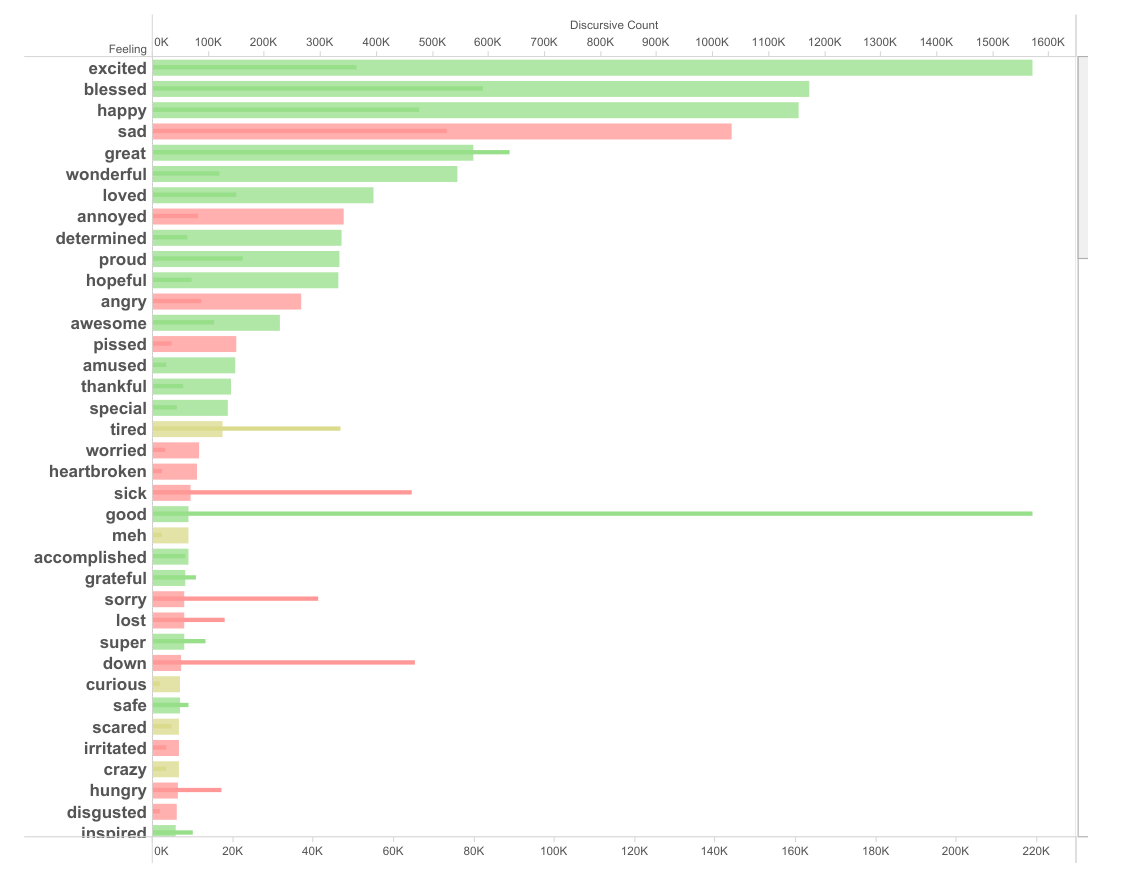 Discursive Count
Feeling
0K 100K 200K 300K 400K 500K 600K 700K 800K 900K 1000K 1100K 1200K 1300K 1400K 1500K 1600K
excited
blessed
happy
sad
great
wonderful
loved
annoyed
determined
proud
hopeful
angry
awesome
pissed
amused
thankful
special
tired
worried
heartbroken
sick
good
meh
accomplished
grateful
sorry
lost
super
down
curious
safe
scared
irritated
crazy
hungry
disgusted
inspired
0K 20K 40K 60K 80K 100K 120K 140K 160K 180K 200K 220K